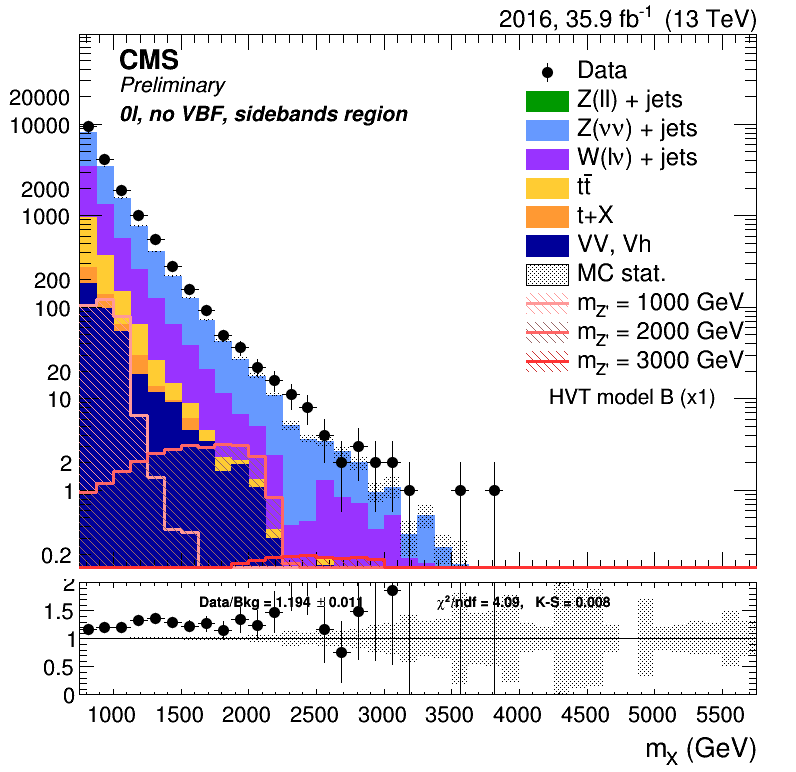 2016, 35.9 fb⁻¹ (13 TeV)
CMS
Preliminary
0l, no VBF, sidebands region
Data
Z(ll) + jets
Z(νν) + jets
W(lν) + jets
tt̄
t+X
VV, Vh
MC stat.
m_Z' = 1000 GeV
m_Z' = 2000 GeV
m_Z' = 3000 GeV
HVT model B (x1)
20000
10000
2000
1000
200
100
20
10
2
1
0.2
Data/Bkg = 1.194 ± 0.011
χ²/ndf = 4.09, K-S = 0.008
2
1.5
1
0.5
0
1000 1500 2000 2500 3000 3500 4000 4500 5000 5500
m_X (GeV)